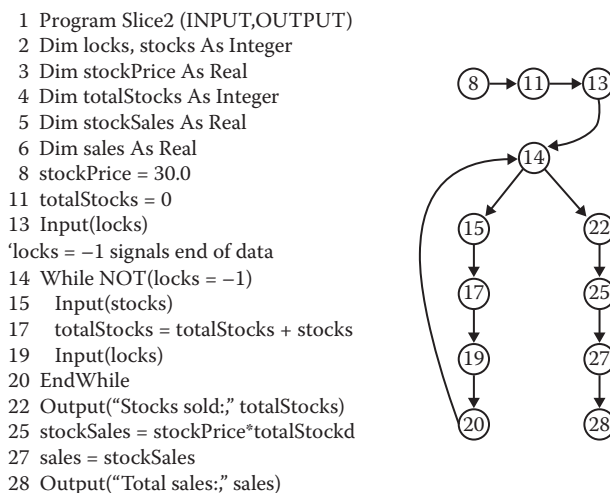 1 Program Slice2 (INPUT,OUTPUT)
2 Dim locks, stocks As Integer
3 Dim stockPrice As Real
4 Dim totalStocks As Integer
5 Dim stockSales As Real
6 Dim sales As Real
8 stockPrice = 30.0
11 totalStocks = 0
13 Input(locks)
‘locks = −1 signals end of data
14 While NOT(locks = −1)
15 Input(stocks)
17 totalStocks = totalStocks + stocks
19 Input(locks)
20 EndWhile
22 Output(“Stocks sold:,” totalStocks)
25 stockSales = stockPrice*totalStockd
27 sales = stockSales
28 Output(“Total sales:,” sales)
8 11 13
14
15 22
17 25
19 27
20 28